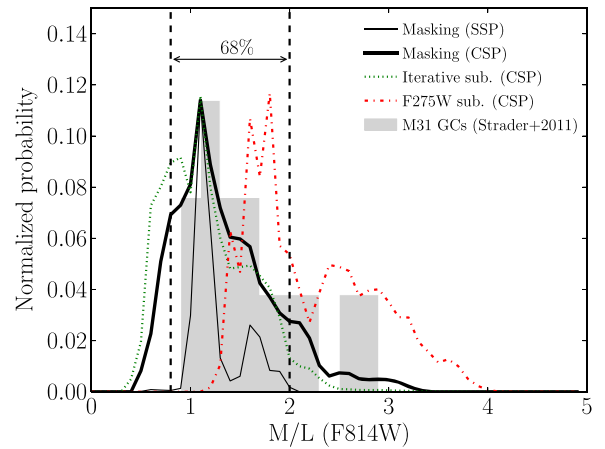 0.14
0.12
0.10
0.08
0.06
0.04
0.02
0.00
Normalized probability
68%
Masking (SSP)
Masking (CSP)
Iterative sub. (CSP)
F275W sub. (CSP)
M31 GCs (Strader+2011)
0 1 2 3 4 5
M/L (F814W)